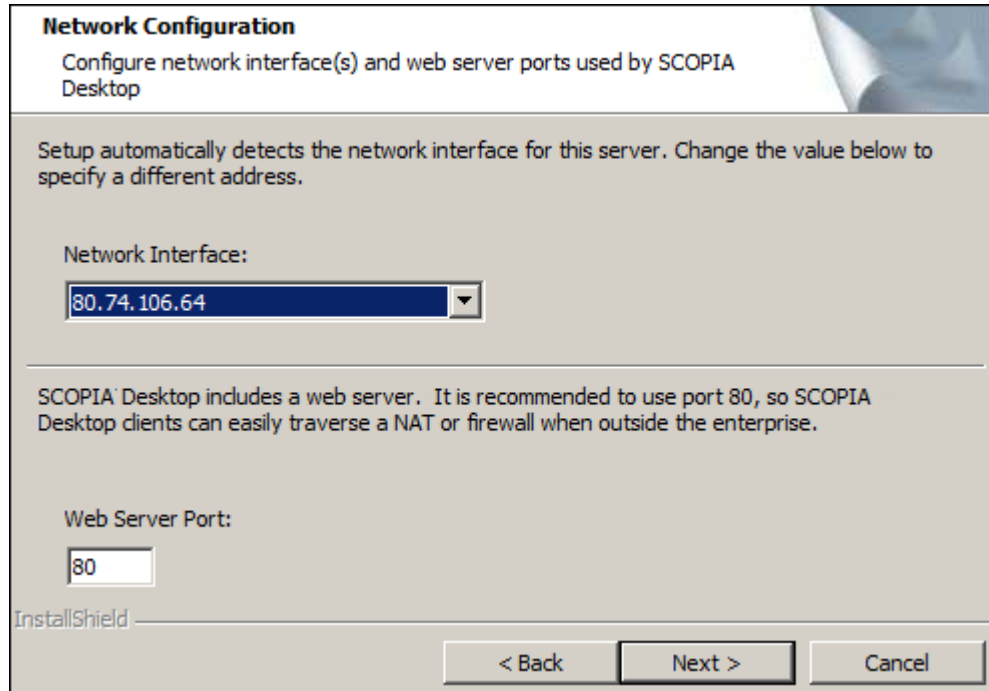 Network Configuration
Configure network interface(s) and web server ports used by SCOPIA
Desktop
Setup automatically detects the network interface for this server. Change the value below to
specify a different address.
Network Interface:
80.74.106.64
SCOPIA Desktop includes a web server.  It is recommended to use port 80, so SCOPIA
Desktop clients can easily traverse a NAT or firewall when outside the enterprise.
Web Server Port:
80
InstallShield
< Back
Next >
Cancel